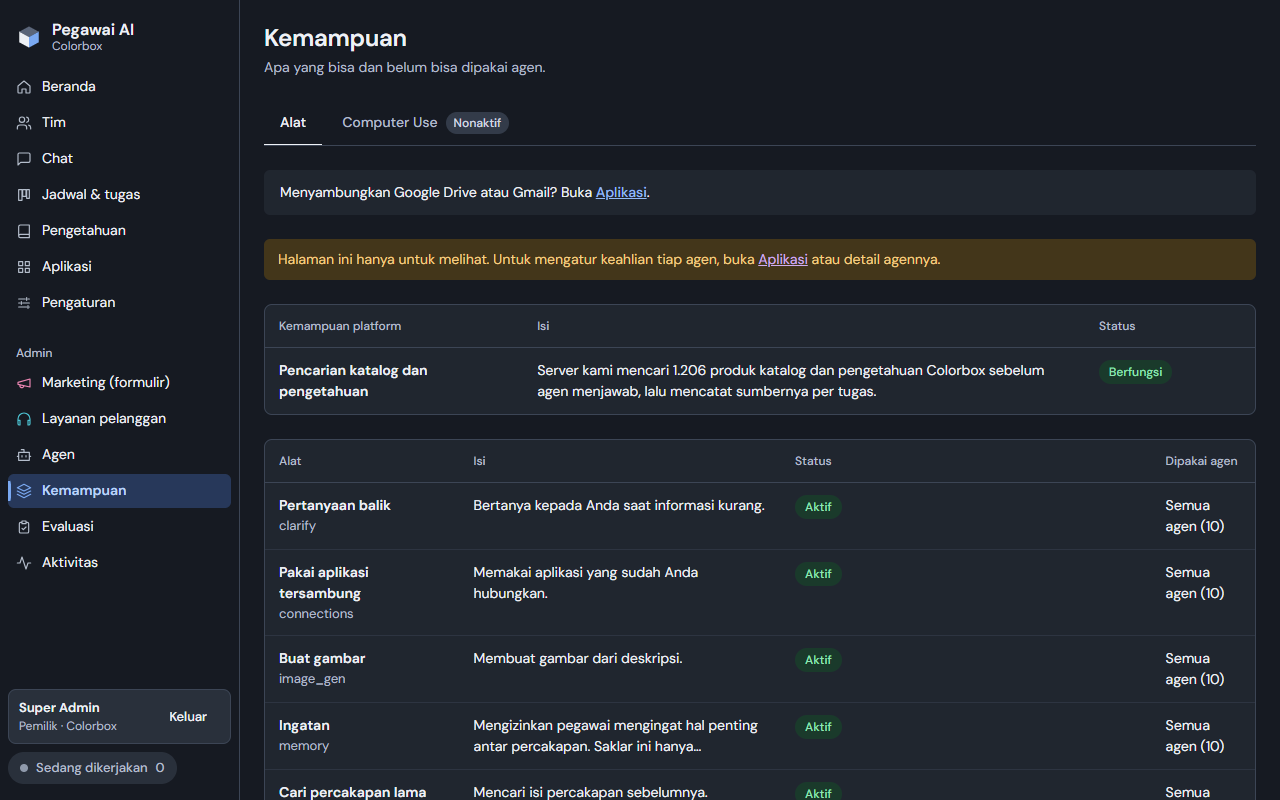 Pegawai AI
Colorbox
Beranda
Tim
Chat
Jadwal & tugas
Pengetahuan
Aplikasi
Pengaturan
Admin
Marketing (formulir)
Layanan pelanggan
Agen
Kemampuan
Evaluasi
Aktivitas
Super Admin
Pemilik · Colorbox
Keluar
Sedang dikerjakan 0
Kemampuan
Apa yang bisa dan belum bisa dipakai agen.
Alat
Computer Use Nonaktif
Menyambungkan Google Drive atau Gmail? Buka Aplikasi.
Halaman ini hanya untuk melihat. Untuk mengatur keahlian tiap agen, buka Aplikasi atau detail agennya.
Kemampuan platform
Isi
Status
Pencarian katalog dan
pengetahuan
Server kami mencari 1.206 produk katalog dan pengetahuan Colorbox sebelum
agen menjawab, lalu mencatat sumbernya per tugas.
Berfungsi
Alat
Isi
Status
Dipakai agen
Pertanyaan balik
clarify
Bertanya kepada Anda saat informasi kurang.
Aktif
Semua
agen (10)
Pakai aplikasi
tersambung
connections
Memakai aplikasi yang sudah Anda
hubungkan.
Aktif
Semua
agen (10)
Buat gambar
image_gen
Membuat gambar dari deskripsi.
Aktif
Semua
agen (10)
Ingatan
memory
Mengizinkan pegawai mengingat hal penting
antar percakapan. Saklar ini hanya…
Aktif
Semua
agen (10)
Cari percakapan lama
Mencari isi percakapan sebelumnya.
Aktif
Semua